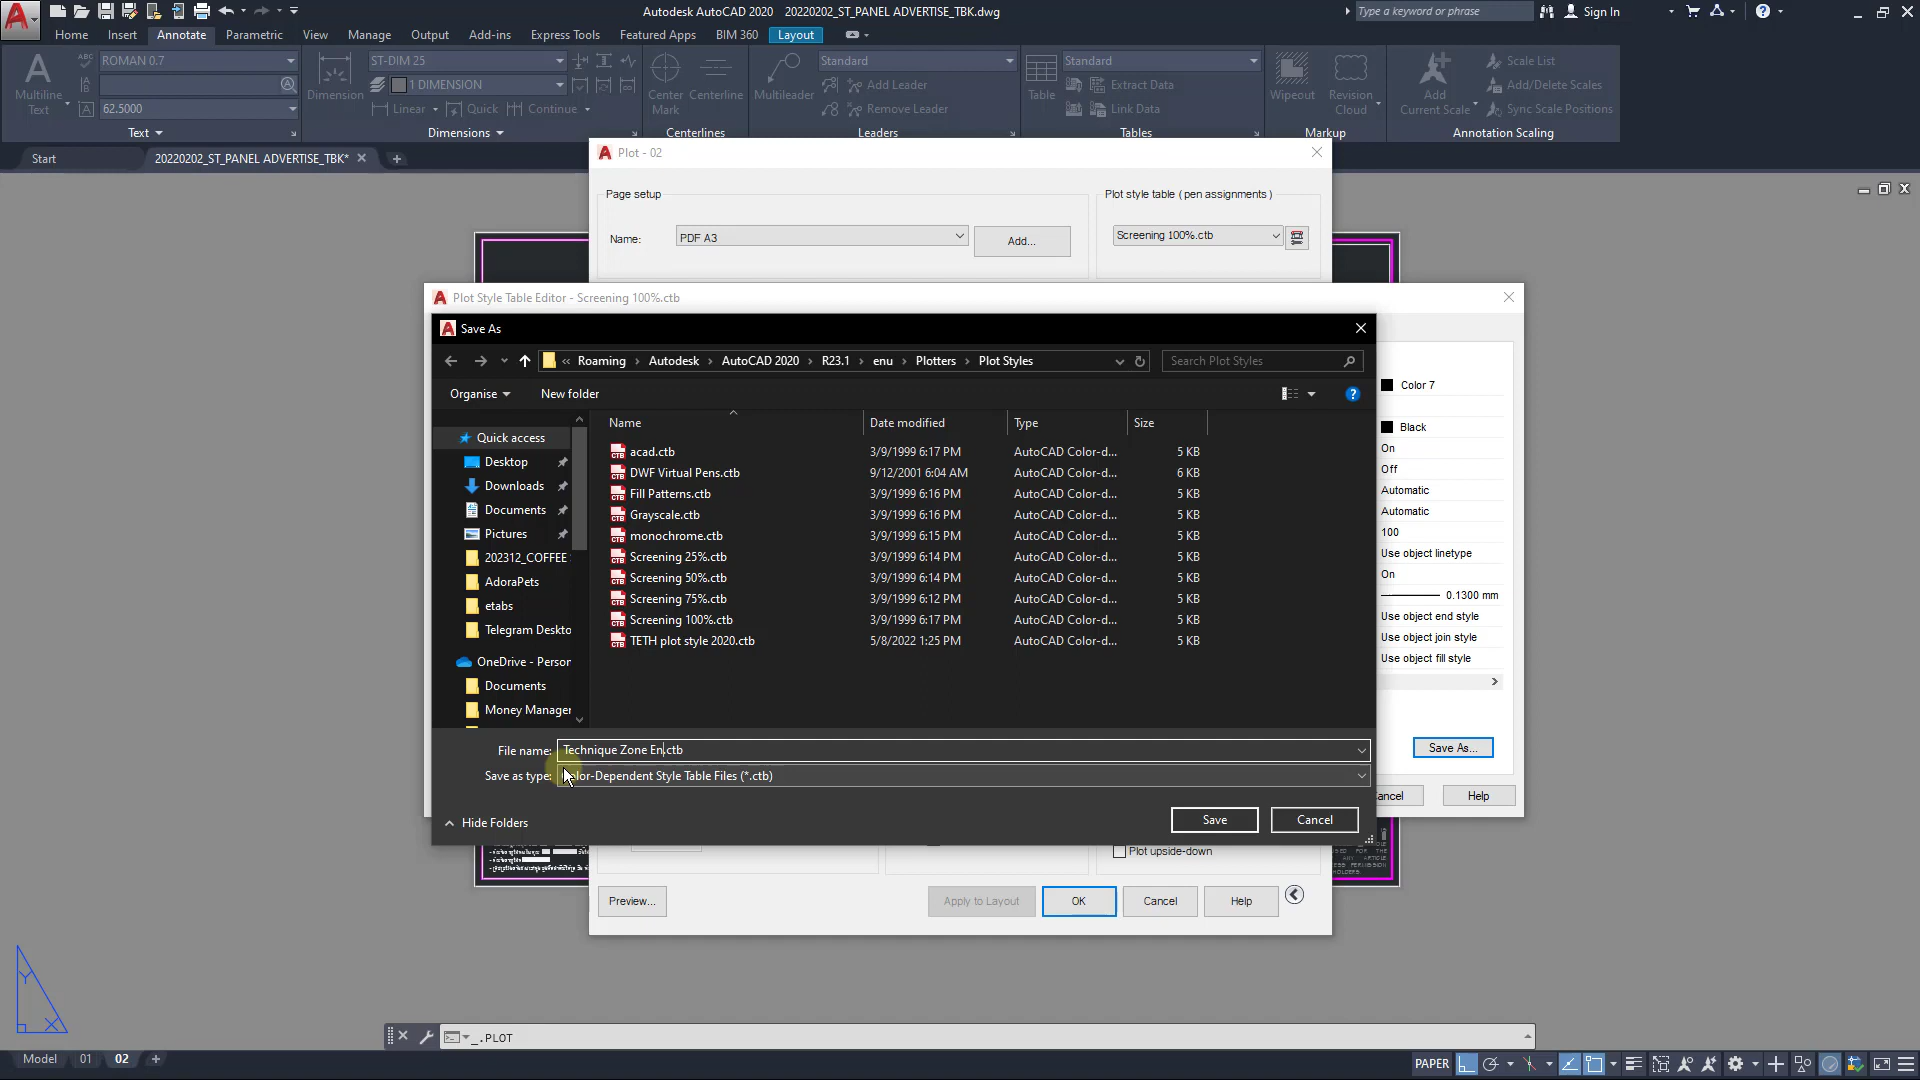 Autodesk AutoCAD 2020 20220202_ST_PANEL ADVERTISE_TBK.dwg
Type a keyword or phrase
Sign In
Home Insert Annotate Parametric View Manage Output Add-ins Express Tools Featured Apps BIM 360 Layout
ROMAN 0.7
62.5000
Multiline
Text
Text
Dimension
ST-DIM 25
1 DIMENSION
Linear Quick Continue
Dimensions
Center
Mark
Centerline
Centerlines
Multileader
Standard
Add Leader
Remove Leader
Leaders
Table
Standard
Extract Data
Link Data
Tables
Wipeout
Revision
Cloud
Markup
Add
Current Scale
Scale List
Add/Delete Scales
Sync Scale Positions
Annotation Scaling
Start
20220202_ST_PANEL ADVERTISE_TBK*
Plot - 02
Page setup
Name:
PDF A3
Add...
Plot style table ( pen assignments )
Screening 100%.ctb
Plot Style Table Editor - Screening 100%.ctb
Save As
« Roaming Autodesk AutoCAD 2020 R23.1 enu Plotters Plot Styles
Search Plot Styles
Organise New folder
Quick access
Desktop
Downloads
Documents
Pictures
202312_COFFEE
AdoraPets
etabs
Telegram Deskto
OneDrive - Person
Documents
Money Manager
Name Date modified Type Size
acad.ctb 3/9/1999 6:17 PM AutoCAD Color-d... 5 KB
DWF Virtual Pens.ctb 9/12/2001 6:04 AM AutoCAD Color-d... 6 KB
Fill Patterns.ctb 3/9/1999 6:16 PM AutoCAD Color-d... 5 KB
Grayscale.ctb 3/9/1999 6:16 PM AutoCAD Color-d... 5 KB
monochrome.ctb 3/9/1999 6:15 PM AutoCAD Color-d... 5 KB
Screening 25%.ctb 3/9/1999 6:14 PM AutoCAD Color-d... 5 KB
Screening 50%.ctb 3/9/1999 6:14 PM AutoCAD Color-d... 5 KB
Screening 75%.ctb 3/9/1999 6:12 PM AutoCAD Color-d... 5 KB
Screening 100%.ctb 3/9/1999 6:17 PM AutoCAD Color-d... 5 KB
TETH plot style 2020.ctb 5/8/2022 1:25 PM AutoCAD Color-d... 5 KB
File name: Technique Zone En.ctb
Save as type: lor-Dependent Style Table Files (*.ctb)
Hide Folders
Save
Cancel
Color 7
Black
On
Off
Automatic
Automatic
100
Use object linetype
On
0.1300 mm
Use object end style
Use object join style
Use object fill style
Save As...
ancel
Help
Plot upside-down
Preview...
Apply to Layout
OK
Cancel
Help
_.PLOT
Y
X
Model 01 02
PAPER